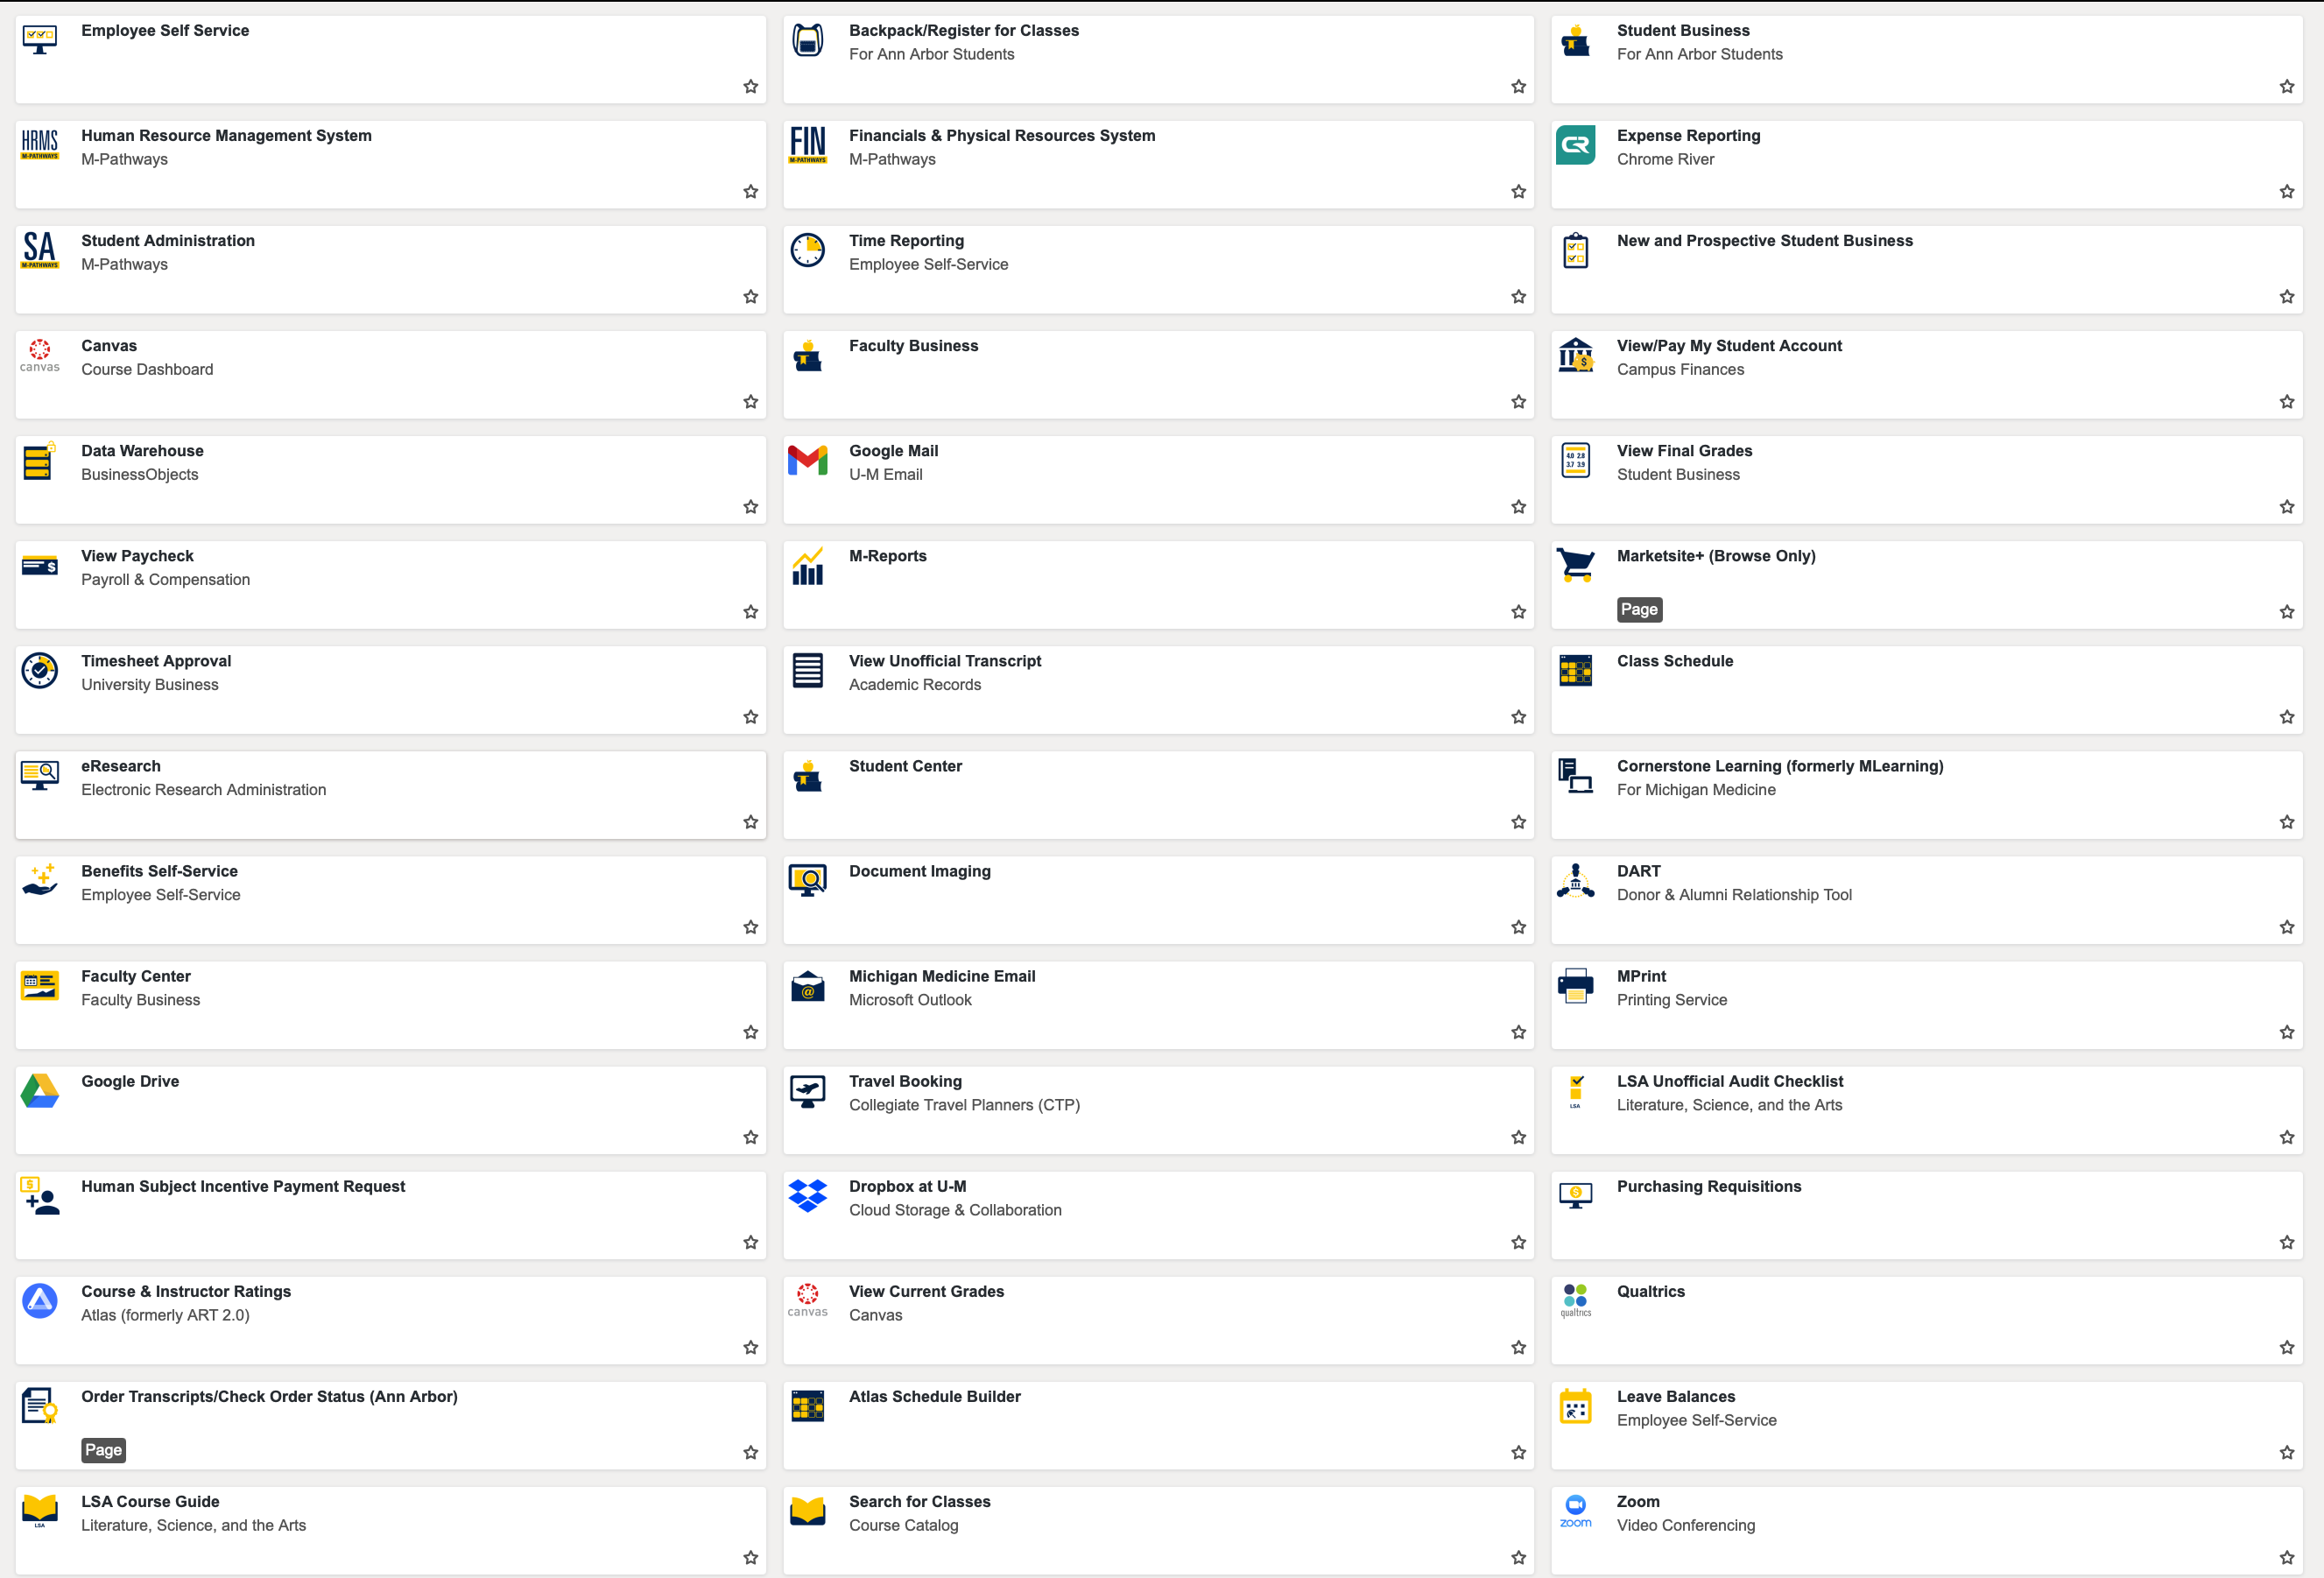 Employee Self Service
Backpack/Register for Classes
For Ann Arbor Students
Student Business
For Ann Arbor Students
HRMS
M-PATHWAYS
Human Resource Management System
M-Pathways
FIN
M-PATHWAYS
Financials & Physical Resources System
M-Pathways
CR
Expense Reporting
Chrome River
SA
M-PATHWAYS
Student Administration
M-Pathways
Time Reporting
Employee Self-Service
New and Prospective Student Business
canvas
Canvas
Course Dashboard
Faculty Business
$
View/Pay My Student Account
Campus Finances
Data Warehouse
BusinessObjects
Google Mail
U-M Email
4.0 2.8
3.7 3.9
View Final Grades
Student Business
$
View Paycheck
Payroll & Compensation
M-Reports
Marketsite+ (Browse Only)
Page
Timesheet Approval
University Business
View Unofficial Transcript
Academic Records
Class Schedule
eResearch
Electronic Research Administration
Student Center
Cornerstone Learning (formerly MLearning)
For Michigan Medicine
Benefits Self-Service
Employee Self-Service
Document Imaging
DART
Donor & Alumni Relationship Tool
Faculty Center
Faculty Business
@
Michigan Medicine Email
Microsoft Outlook
MPrint
Printing Service
Google Drive
Travel Booking
Collegiate Travel Planners (CTP)
LSA
LSA Unofficial Audit Checklist
Literature, Science, and the Arts
$
Human Subject Incentive Payment Request
Dropbox at U-M
Cloud Storage & Collaboration
$
Purchasing Requisitions
Course & Instructor Ratings
Atlas (formerly ART 2.0)
canvas
View Current Grades
Canvas
qualtrics
Qualtrics
Order Transcripts/Check Order Status (Ann Arbor)
Page
Atlas Schedule Builder
Leave Balances
Employee Self-Service
LSA
LSA Course Guide
Literature, Science, and the Arts
Search for Classes
Course Catalog
zoom
Zoom
Video Conferencing